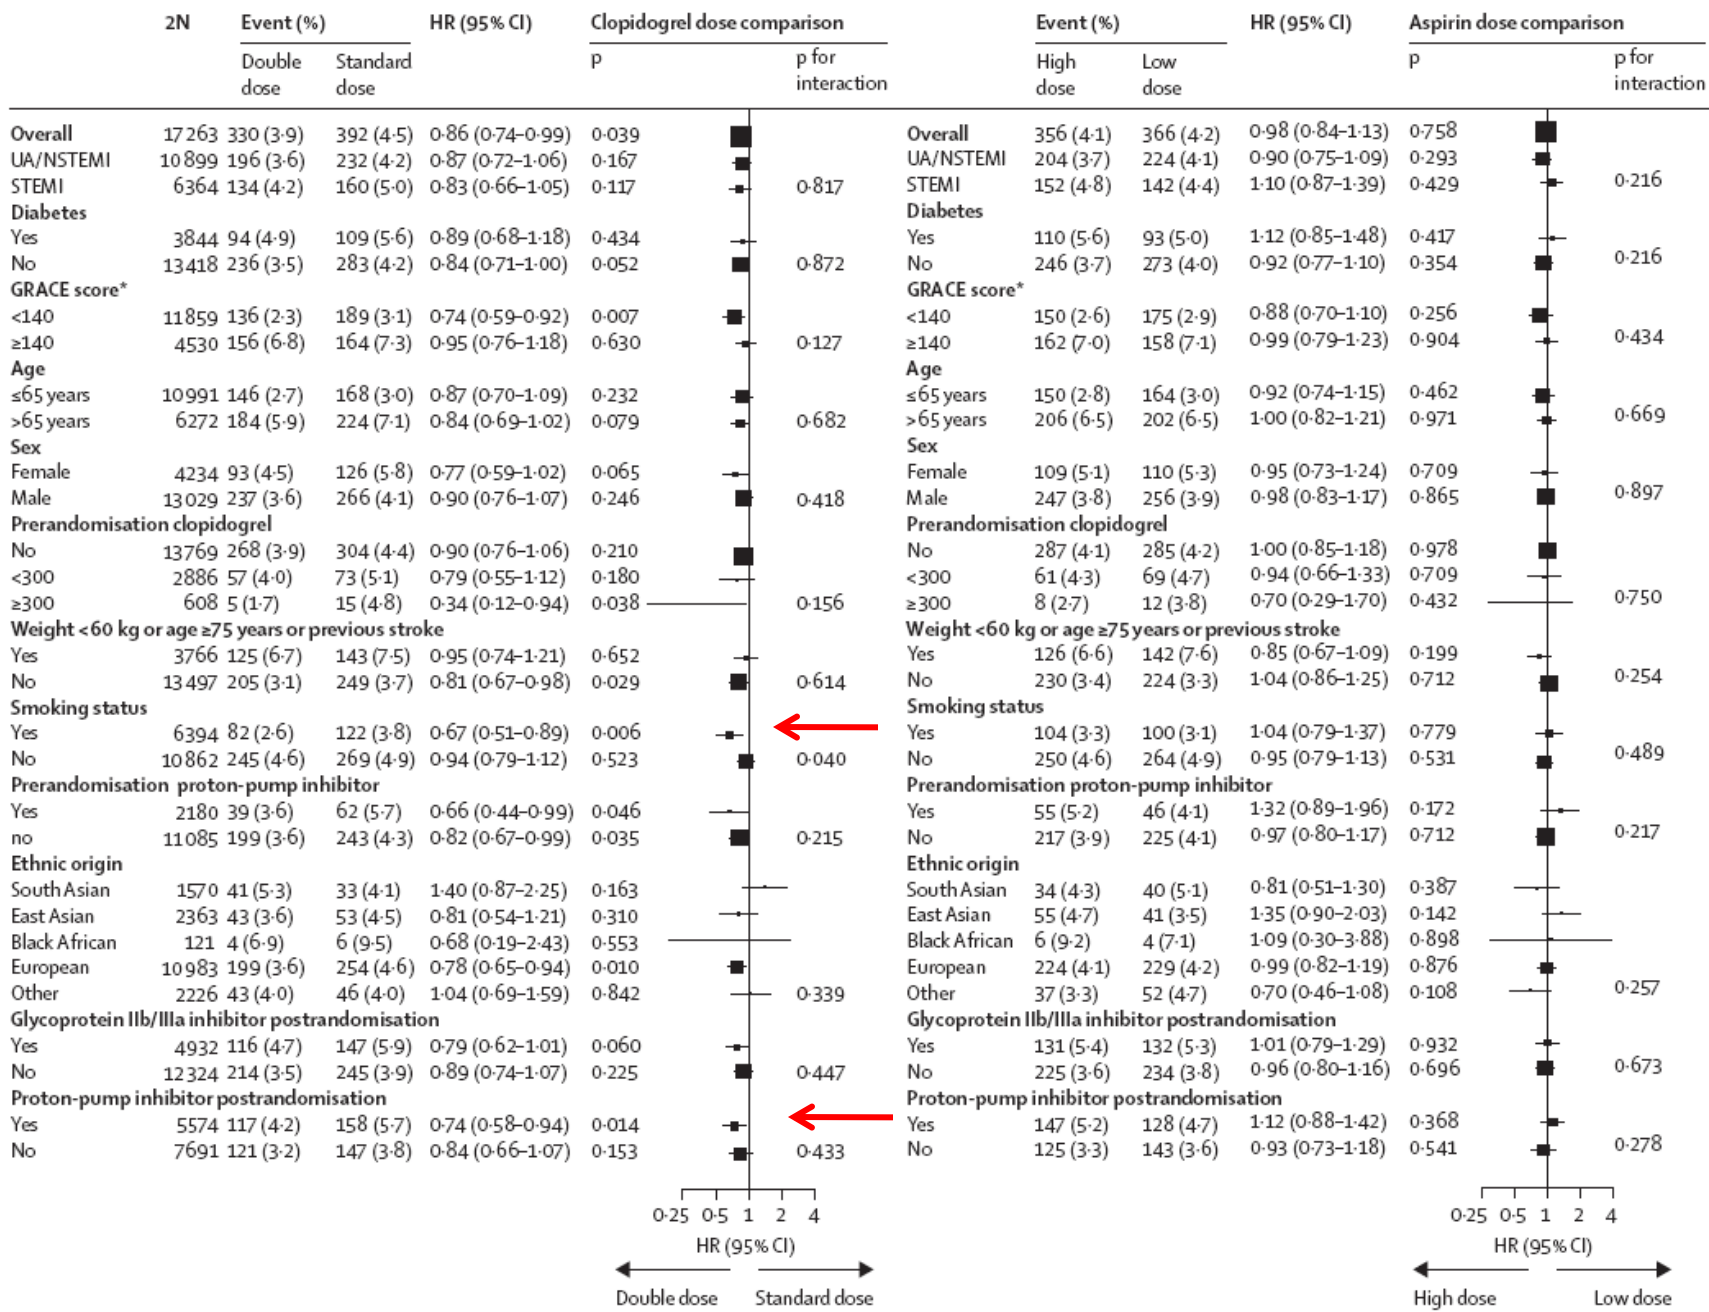 2N Event (%) HR (95% CI) Clopidogrel dose comparison Event (%) HR (95% CI) Aspirin dose comparison
Double dose Standard dose p p for interaction High dose Low dose p p for interaction
Overall 17263 330 (3·9) 392 (4·5) 0·86 (0·74–0·99) 0·039 Overall 356 (4·1) 366 (4·2) 0·98 (0·84–1·13) 0·758
UA/NSTEMI 10899 196 (3·6) 232 (4·2) 0·87 (0·72–1·06) 0·167 UA/NSTEMI 204 (3·7) 224 (4·1) 0·90 (0·75–1·09) 0·293
STEMI 6364 134 (4·2) 160 (5·0) 0·83 (0·66–1·05) 0·117 0·817 STEMI 152 (4·8) 142 (4·4) 1·10 (0·87–1·39) 0·429 0·216
Diabetes Diabetes
Yes 3844 94 (4·9) 109 (5·6) 0·89 (0·68–1·18) 0·434 Yes 110 (5·6) 93 (5·0) 1·12 (0·85–1·48) 0·417
No 13418 236 (3·5) 283 (4·2) 0·84 (0·71–1·00) 0·052 0·872 No 246 (3·7) 273 (4·0) 0·92 (0·77–1·10) 0·354 0·216
GRACE score* GRACE score*
<140 11859 136 (2·3) 189 (3·1) 0·74 (0·59–0·92) 0·007 <140 150 (2·6) 175 (2·9) 0·88 (0·70–1·10) 0·256
≥140 4530 156 (6·8) 164 (7·3) 0·95 (0·76–1·18) 0·630 0·127 ≥140 162 (7·0) 158 (7·1) 0·99 (0·79–1·23) 0·904 0·434
Age Age
≤65 years 10991 146 (2·7) 168 (3·0) 0·87 (0·70–1·09) 0·232 ≤65 years 150 (2·8) 164 (3·0) 0·92 (0·74–1·15) 0·462
>65 years 6272 184 (5·9) 224 (7·1) 0·84 (0·69–1·02) 0·079 0·682 >65 years 206 (6·5) 202 (6·5) 1·00 (0·82–1·21) 0·971 0·669
Sex Sex
Female 4234 93 (4·5) 126 (5·8) 0·77 (0·59–1·02) 0·065 Female 109 (5·1) 110 (5·3) 0·95 (0·73–1·24) 0·709
Male 13029 237 (3·6) 266 (4·1) 0·90 (0·76–1·07) 0·246 0·418 Male 247 (3·8) 256 (3·9) 0·98 (0·83–1·17) 0·865 0·897
Prerandomisation clopidogrel Prerandomisation clopidogrel
No 13769 268 (3·9) 304 (4·4) 0·90 (0·76–1·06) 0·210 No 287 (4·1) 285 (4·2) 1·00 (0·85–1·18) 0·978
<300 2886 57 (4·0) 73 (5·1) 0·79 (0·55–1·12) 0·180 <300 61 (4·3) 69 (4·7) 0·94 (0·66–1·33) 0·709
≥300 608 5 (1·7) 15 (4·8) 0·34 (0·12–0·94) 0·038 0·156 ≥300 8 (2·7) 12 (3·8) 0·70 (0·29–1·70) 0·432 0·750
Weight <60 kg or age ≥75 years or previous stroke Weight <60 kg or age ≥75 years or previous stroke
Yes 3766 125 (6·7) 143 (7·5) 0·95 (0·74–1·21) 0·652 Yes 126 (6·6) 142 (7·6) 0·85 (0·67–1·09) 0·199
No 13497 205 (3·1) 249 (3·7) 0·81 (0·67–0·98) 0·029 0·614 No 230 (3·4) 224 (3·3) 1·04 (0·86–1·25) 0·712 0·254
Smoking status Smoking status
Yes 6394 82 (2·6) 122 (3·8) 0·67 (0·51–0·89) 0·006 Yes 104 (3·3) 100 (3·1) 1·04 (0·79–1·37) 0·779
No 10862 245 (4·6) 269 (4·9) 0·94 (0·79–1·12) 0·523 0·040 No 250 (4·6) 264 (4·9) 0·95 (0·79–1·13) 0·531 0·489
Prerandomisation proton-pump inhibitor Prerandomisation proton-pump inhibitor
Yes 2180 39 (3·6) 62 (5·7) 0·66 (0·44–0·99) 0·046 Yes 55 (5·2) 46 (4·1) 1·32 (0·89–1·96) 0·172
no 11085 199 (3·6) 243 (4·3) 0·82 (0·67–0·99) 0·035 0·215 No 217 (3·9) 225 (4·1) 0·97 (0·80–1·17) 0·712 0·217
Ethnic origin Ethnic origin
South Asian 1570 41 (5·3) 33 (4·1) 1·40 (0·87–2·25) 0·163 South Asian 34 (4·3) 40 (5·1) 0·81 (0·51–1·30) 0·387
East Asian 2363 43 (3·6) 53 (4·5) 0·81 (0·54–1·21) 0·310 East Asian 55 (4·7) 41 (3·5) 1·35 (0·90–2·03) 0·142
Black African 121 4 (6·9) 6 (9·5) 0·68 (0·19–2·43) 0·553 Black African 6 (9·2) 4 (7·1) 1·09 (0·30–3·88) 0·898
European 10983 199 (3·6) 254 (4·6) 0·78 (0·65–0·94) 0·010 European 224 (4·1) 229 (4·2) 0·99 (0·82–1·19) 0·876
Other 2226 43 (4·0) 46 (4·0) 1·04 (0·69–1·59) 0·842 0·339 Other 37 (3·3) 52 (4·7) 0·70 (0·46–1·08) 0·108 0·257
Glycoprotein IIb/IIIa inhibitor postrandomisation Glycoprotein IIb/IIIa inhibitor postrandomisation
Yes 4932 116 (4·7) 147 (5·9) 0·79 (0·62–1·01) 0·060 Yes 131 (5·4) 132 (5·3) 1·01 (0·79–1·29) 0·932
No 12324 214 (3·5) 245 (3·9) 0·89 (0·74–1·07) 0·225 0·447 No 225 (3·6) 234 (3·8) 0·96 (0·80–1·16) 0·696 0·673
Proton-pump inhibitor postrandomisation Proton-pump inhibitor postrandomisation
Yes 5574 117 (4·2) 158 (5·7) 0·74 (0·58–0·94) 0·014 Yes 147 (5·2) 128 (4·7) 1·12 (0·88–1·42) 0·368
No 7691 121 (3·2) 147 (3·8) 0·84 (0·66–1·07) 0·153 0·433 No 125 (3·3) 143 (3·6) 0·93 (0·73–1·18) 0·541 0·278
0·25 0·5 1 2 4 0·25 0·5 1 2 4
HR (95% CI) HR (95% CI)
Double dose Standard dose High dose Low dose